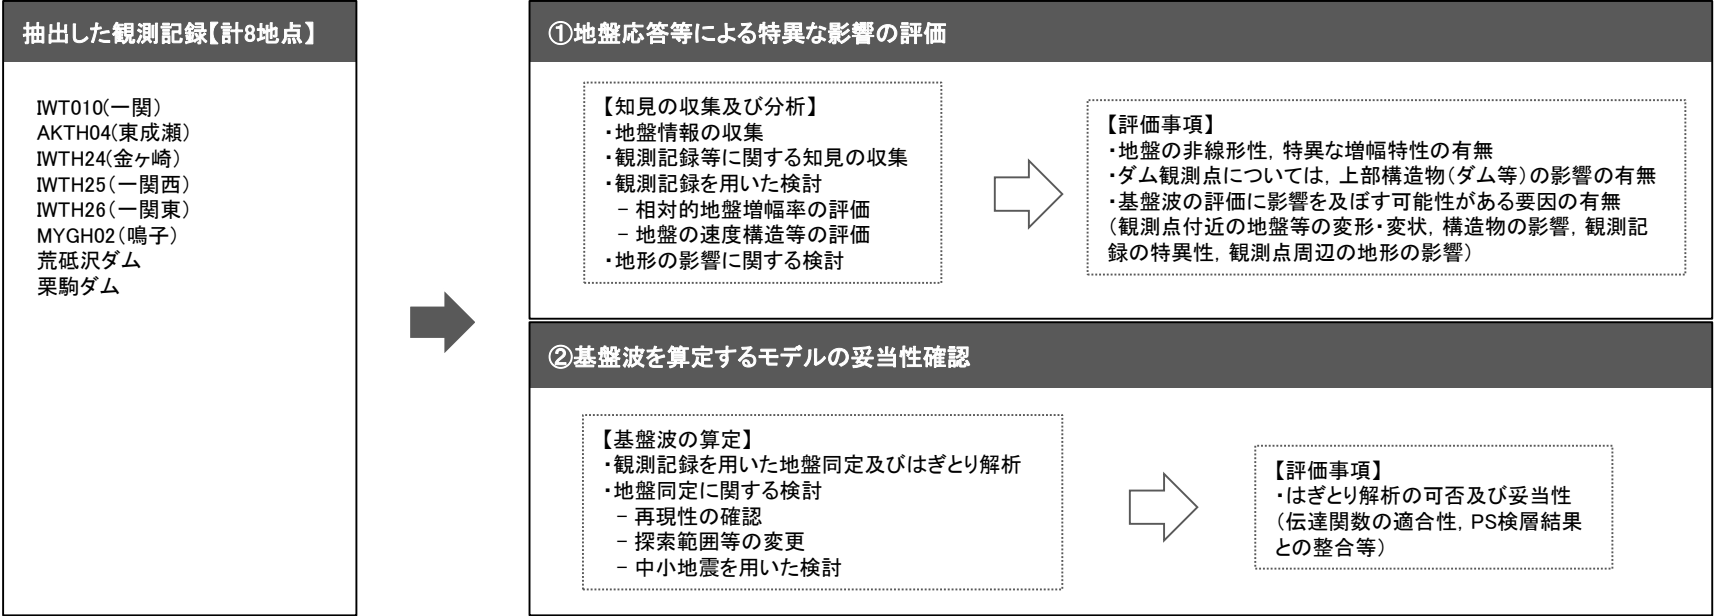 抽出した観測記録【計8地点】
IWT010(一関)
AKTH04(東成瀬)
IWTH24(金ヶ崎)
IWTH25(一関西)
IWTH26(一関東)
MYGH02(鳴子)
荒砥沢ダム
栗駒ダム
①地盤応答等による特異な影響の評価
【知見の収集及び分析】
・地盤情報の収集
・観測記録等に関する知見の収集
・観測記録を用いた検討
－ 相対的地盤増幅率の評価
－ 地盤の速度構造等の評価
・地形の影響に関する検討
【評価事項】
・地盤の非線形性，特異な増幅特性の有無
・ダム観測点については，上部構造物(ダム等)の影響の有無
・基盤波の評価に影響を及ぼす可能性がある要因の有無
(観測点付近の地盤等の変形・変状，構造物の影響，観測記
録の特異性，観測点周辺の地形の影響)
②基盤波を算定するモデルの妥当性確認
【基盤波の算定】
・観測記録を用いた地盤同定及びはぎとり解析
・地盤同定に関する検討
－ 再現性の確認
－ 探索範囲等の変更
－ 中小地震を用いた検討
【評価事項】
・はぎとり解析の可否及び妥当性
(伝達関数の適合性，PS検層結果
との整合等)